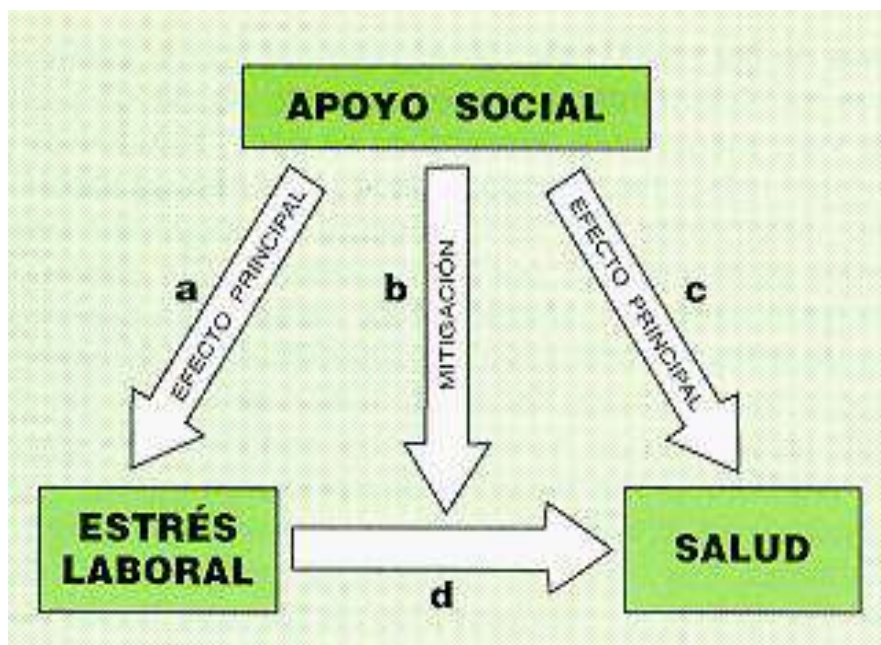 APOYO SOCIAL
a
EFECTO PRINCIPAL
b
MITIGACIÓN
EFECTO PRINCIPAL
c
ESTRÉS
LABORAL
d
SALUD